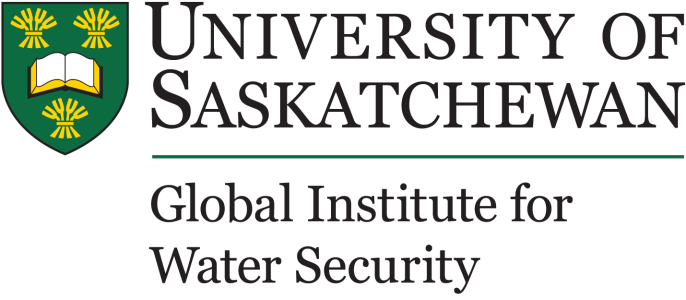 UNIVERSITY OF
SASKATCHEWAN
Global Institute for
Water Security